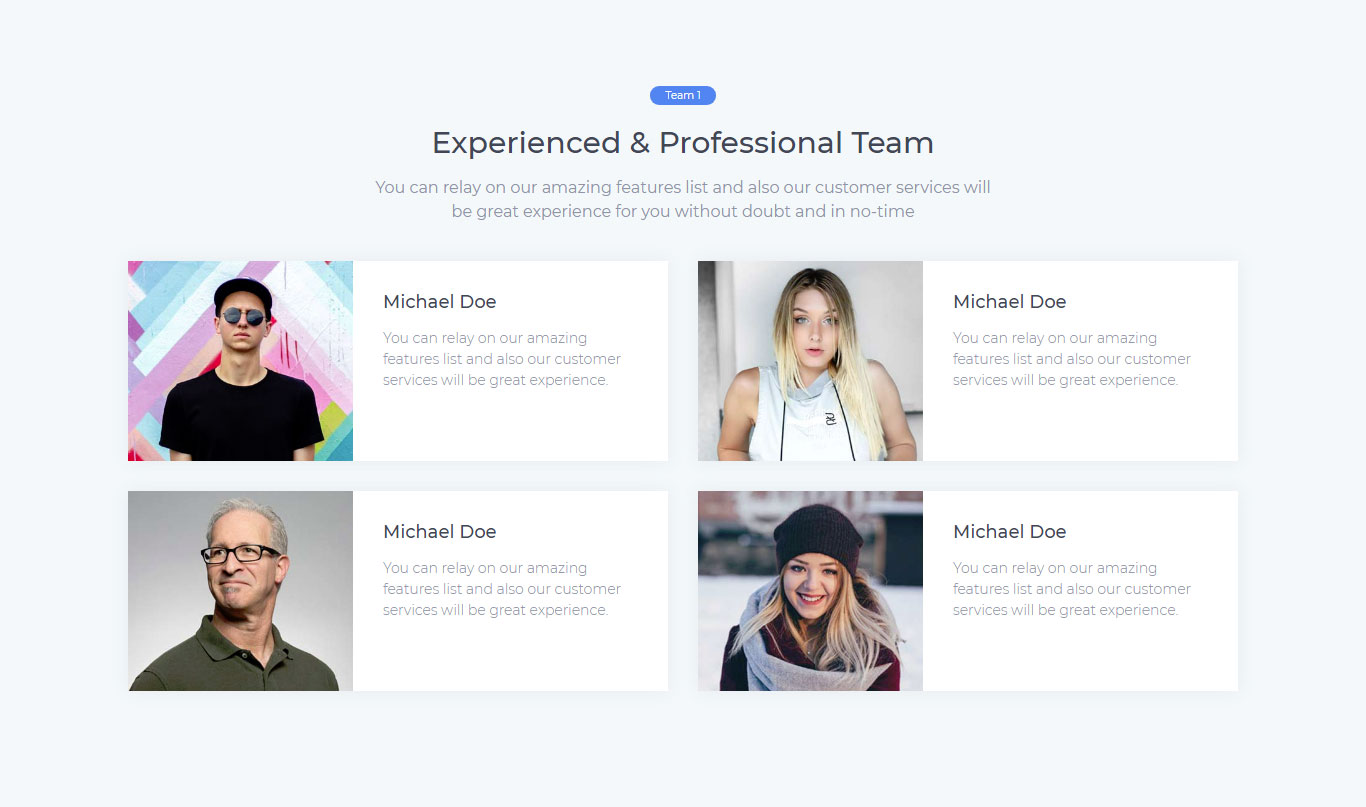 Team 1
Experienced & Professional Team
You can relay on our amazing features list and also our customer services will
be great experience for you without doubt and in no-time
Michael Doe
You can relay on our amazing
features list and also our customer
services will be great experience.
Michael Doe
You can relay on our amazing
features list and also our customer
services will be great experience.
Michael Doe
You can relay on our amazing
features list and also our customer
services will be great experience.
Michael Doe
You can relay on our amazing
features list and also our customer
services will be great experience.